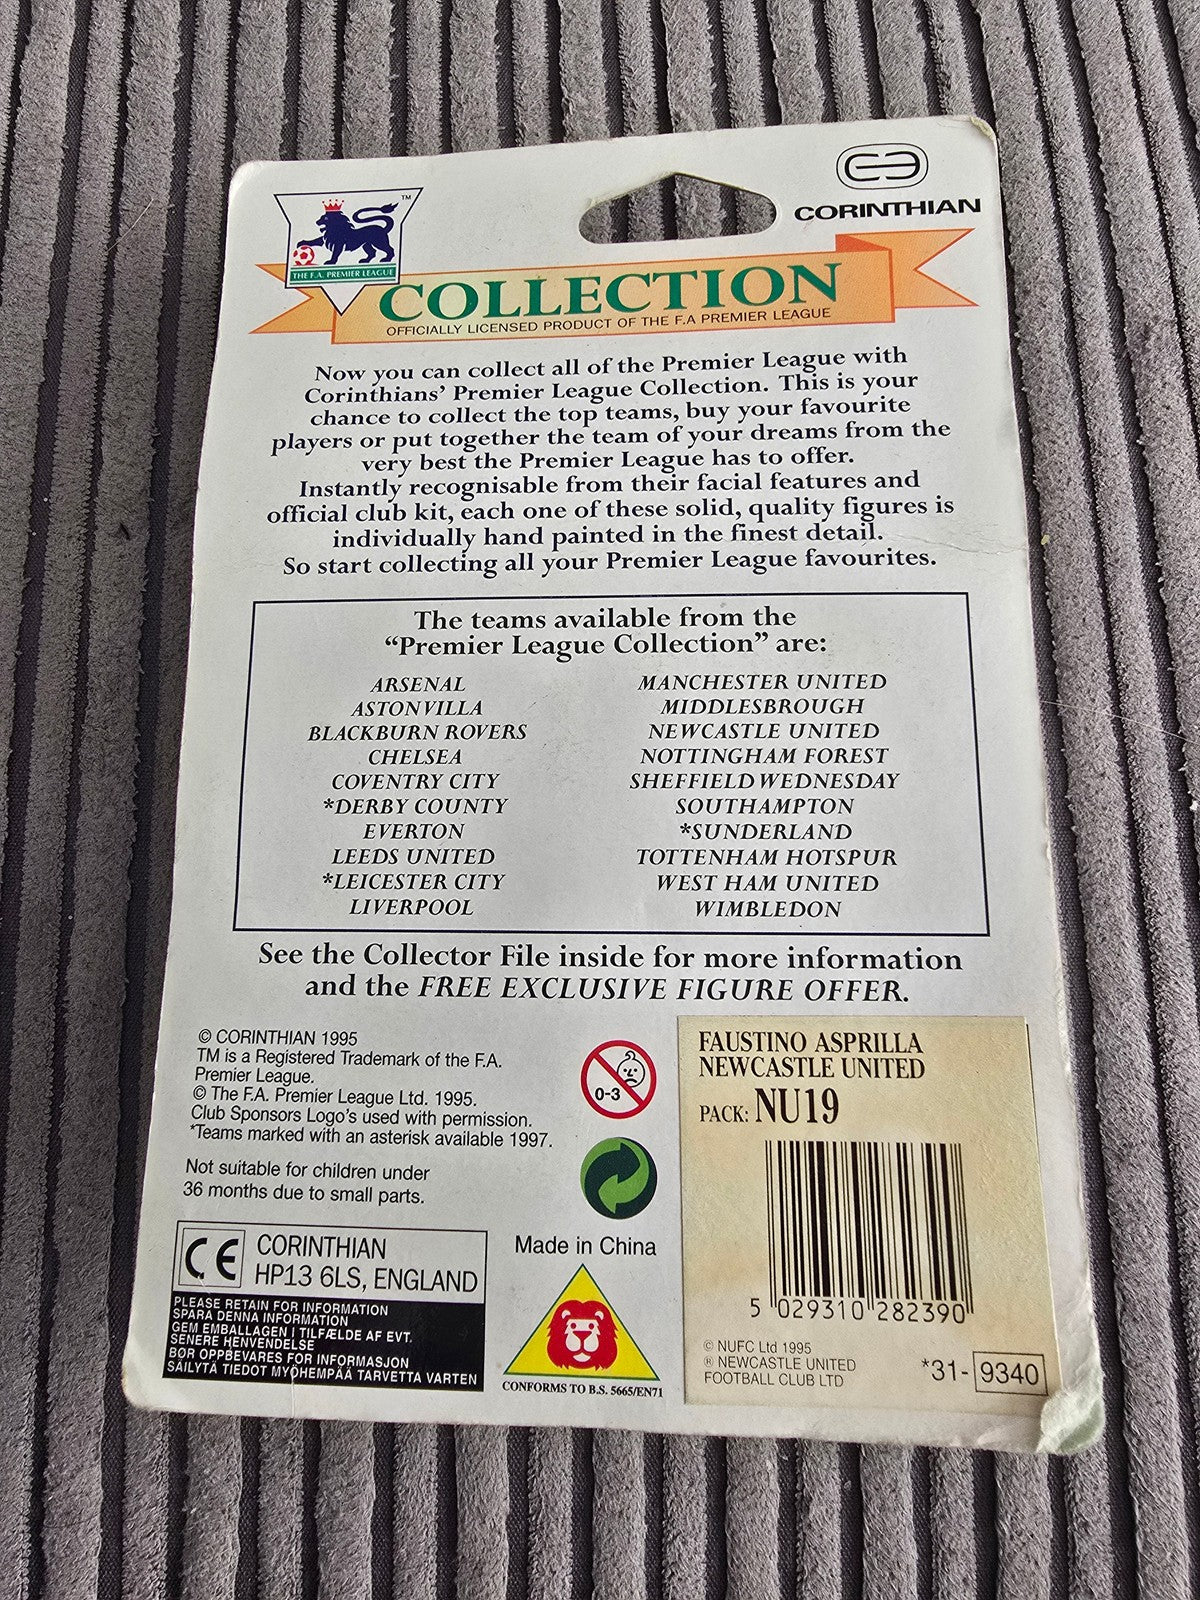 THE F.A. PREMIER LEAGUE
TM
CORINTHIAN
COLLECTION
OFFICIALLY LICENSED PRODUCT OF THE F.A PREMIER LEAGUE
Now you can collect all of the Premier League with
Corinthians' Premier League Collection. This is your
chance to collect the top teams, buy your favourite
players or put together the team of your dreams from the
very best the Premier League has to offer.
Instantly recognisable from their facial features and
official club kit, each one of these solid, quality figures is
individually hand painted in the finest detail.
So start collecting all your Premier League favourites.
The teams available from the
“Premier League Collection” are:
ARSENAL
ASTON VILLA
BLACKBURN ROVERS
CHELSEA
COVENTRY CITY
*DERBY COUNTY
EVERTON
LEEDS UNITED
*LEICESTER CITY
LIVERPOOL
MANCHESTER UNITED
MIDDLESBROUGH
NEWCASTLE UNITED
NOTTINGHAM FOREST
SHEFFIELD WEDNESDAY
SOUTHAMPTON
*SUNDERLAND
TOTTENHAM HOTSPUR
WEST HAM UNITED
WIMBLEDON
See the Collector File inside for more information
and the FREE EXCLUSIVE FIGURE OFFER.
© CORINTHIAN 1995
TM is a Registered Trademark of the F.A.
Premier League.
© The F.A. Premier League Ltd. 1995.
Club Sponsors Logo's used with permission.
*Teams marked with an asterisk available 1997.
Not suitable for children under
36 months due to small parts.
CE
CORINTHIAN
HP13 6LS, ENGLAND
PLEASE RETAIN FOR INFORMATION
SPARA DENNA INFORMATION
GEM EMBALLAGEN I TILFÆLDE AF EVT.
SENERE HENVENDELSE
BØR OPPBEVARES FOR INFORMASJON
SÄILYTÄ TIEDOT MYÖHEMPÄÄ TARVETTA VARTEN
0-3
Made in China
CONFORMS TO B.S. 5665/EN71
FAUSTINO ASPRILLA
NEWCASTLE UNITED
PACK: NU19
5 029310 282390
© NUFC Ltd 1995
® NEWCASTLE UNITED
FOOTBALL CLUB LTD
*31- 9340